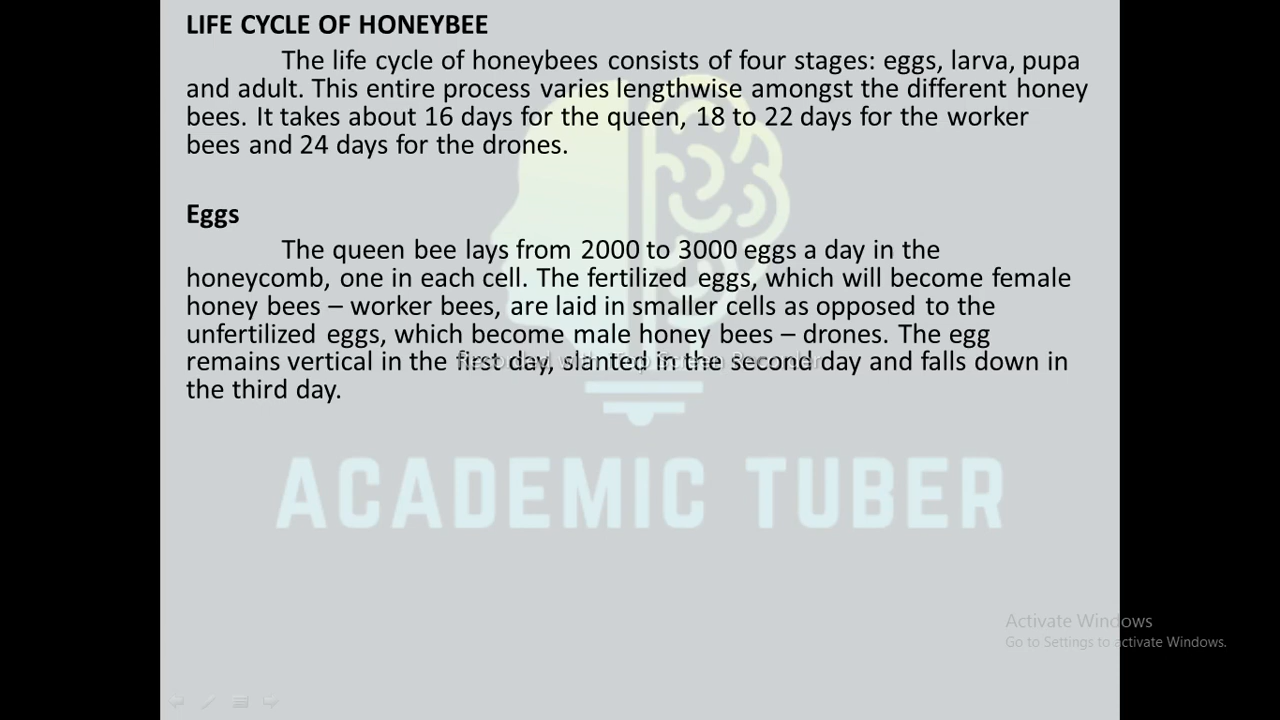 LIFE CYCLE OF HONEYBEE
The life cycle of honeybees consists of four stages: eggs, larva, pupa
and adult. This entire process varies lengthwise amongst the different honey
bees. It takes about 16 days for the queen, 18 to 22 days for the worker
bees and 24 days for the drones.
Eggs
The queen bee lays from 2000 to 3000 eggs a day in the
honeycomb, one in each cell. The fertilized eggs, which will become female
honey bees – worker bees, are laid in smaller cells as opposed to the
unfertilized eggs, which become male honey bees – drones. The egg
remains vertical in the first day, slanted in the second day and falls down in
the third day.
Recorded with Screen Recorder
ACADEMIC TUBER
Activate Windows
Go to Settings to activate Windows.